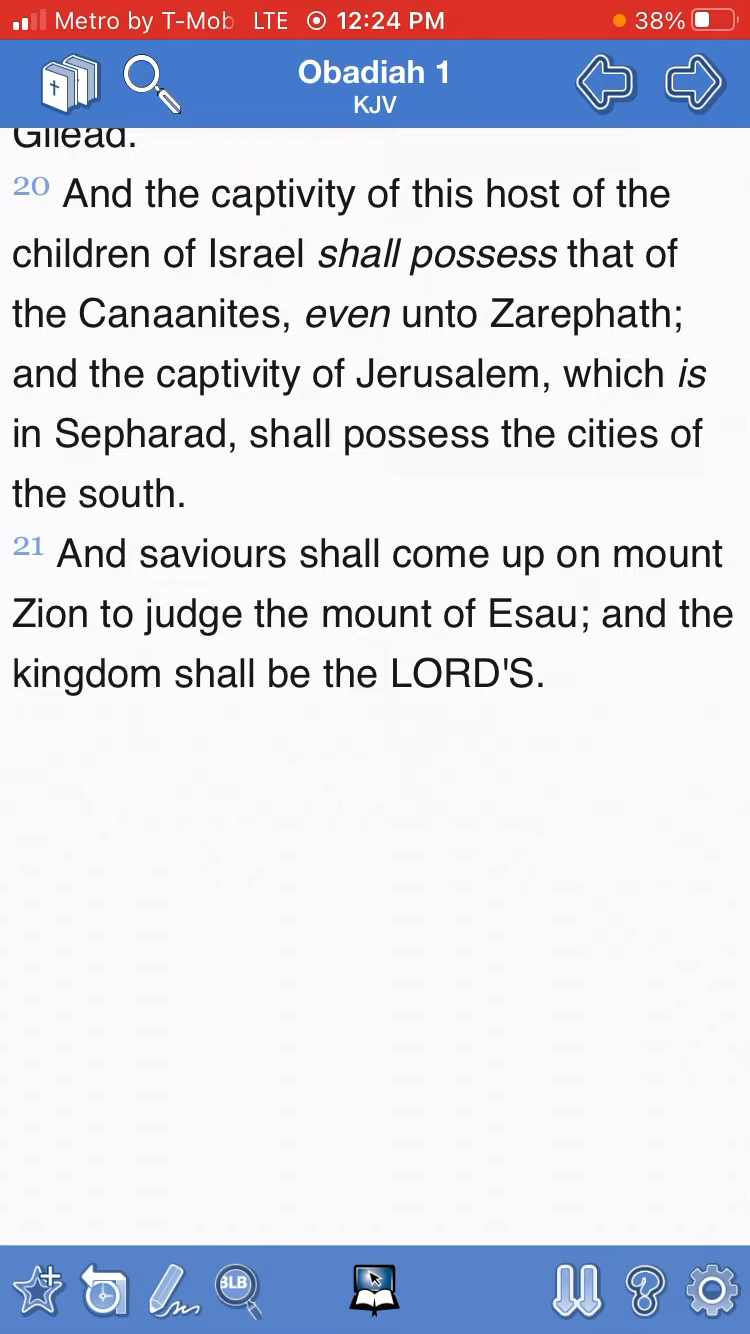 Metro by T-Mob LTE 12:24 PM 38%
Obadiah 1
KJV
Gilead.
20 And the captivity of this host of the
children of Israel shall possess that of
the Canaanites, even unto Zarephath;
and the captivity of Jerusalem, which is
in Sepharad, shall possess the cities of
the south.
21 And saviours shall come up on mount
Zion to judge the mount of Esau; and the
kingdom shall be the LORD'S.
BLB